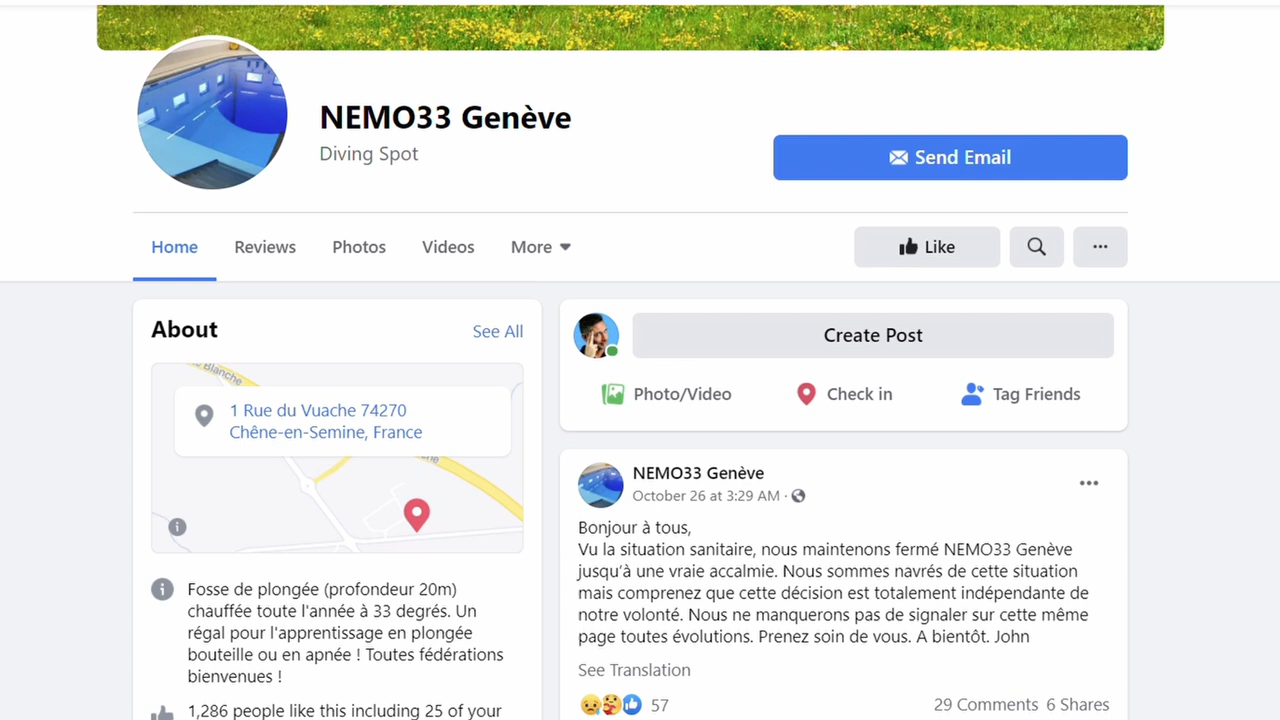 NEMO33 Genève
Diving Spot
Send Email
Home
Reviews
Photos
Videos
More
Like
About
See All
Blanche
1 Rue du Vuache 74270
Chêne-en-Semine, France
Fosse de plongée (profondeur 20m)
chauffée toute l'année à 33 degrés. Un
régal pour l'apprentissage en plongée
bouteille ou en apnée ! Toutes fédérations
bienvenues !
1,286 people like this including 25 of your
Create Post
Photo/Video
Check in
Tag Friends
NEMO33 Genève
October 26 at 3:29 AM ·
Bonjour à tous,
Vu la situation sanitaire, nous maintenons fermé NEMO33 Genève
jusqu'à une vraie accalmie. Nous sommes navrés de cette situation
mais comprenez que cette décision est totalement indépendante de
notre volonté. Nous ne manquerons pas de signaler sur cette même
page toutes évolutions. Prenez soin de vous. A bientôt. John
See Translation
57
29 Comments 6 Shares